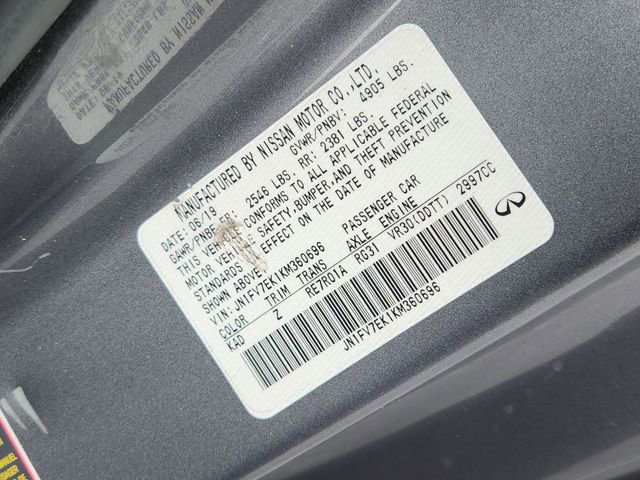 MANUFACTURED BY NISSAN MOTOR CO.,LTD.
DATE: 08/19 GVWR/PNBV: 4905 LBS.
GAWR/PNBE FR: 2546 LBS. RR: 2381 LBS.
THIS VEHICLE CONFORMS TO ALL APPLICABLE FEDERAL
MOTOR VEHICLE SAFETY,BUMPER,AND THEFT PREVENTION
STANDARDS IN EFFECT ON THE DATE OF MANUFACTURE
SHOWN ABOVE
VIN: JN1FV7EK1KM360696 PASSENGER CAR
COLOR TRIM TRANS AXLE ENGINE
KAD Z RE7R01A RG31 VR30(DDTT) 2997CC
JN1FV7EK1KM360696